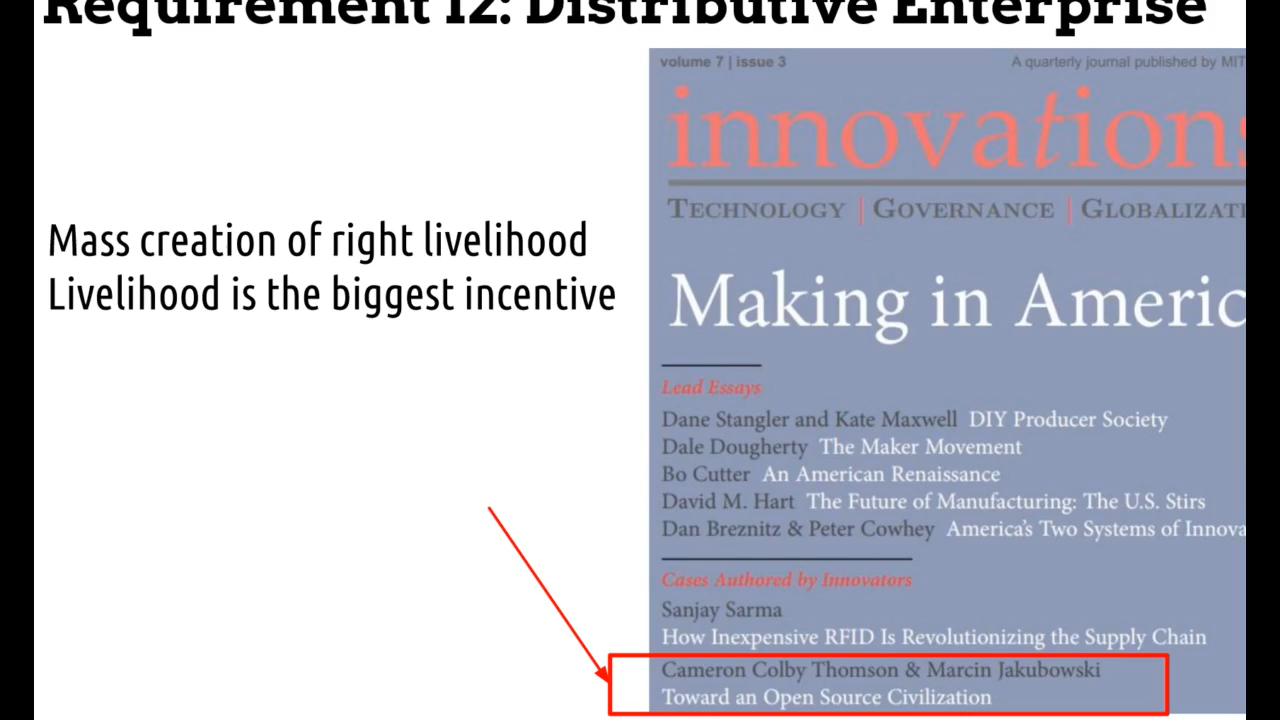 Requirement 12: Distributive Enterprise
volume 7 | issue 3
A quarterly journal published by MIT
innovations
TECHNOLOGY | GOVERNANCE | GLOBALIZATI
Mass creation of right livelihood
Livelihood is the biggest incentive
Making in Americ
Lead Essays
Dane Stangler and Kate Maxwell DIY Producer Society
Dale Dougherty The Maker Movement
Bo Cutter An American Renaissance
David M. Hart The Future of Manufacturing: The U.S. Stirs
Dan Breznitz & Peter Cowhey America's Two Systems of Innova
Cases Authored by Innovators
Sanjay Sarma
How Inexpensive RFID Is Revolutionizing the Supply Chain
Cameron Colby Thomson & Marcin Jakubowski
Toward an Open Source Civilization